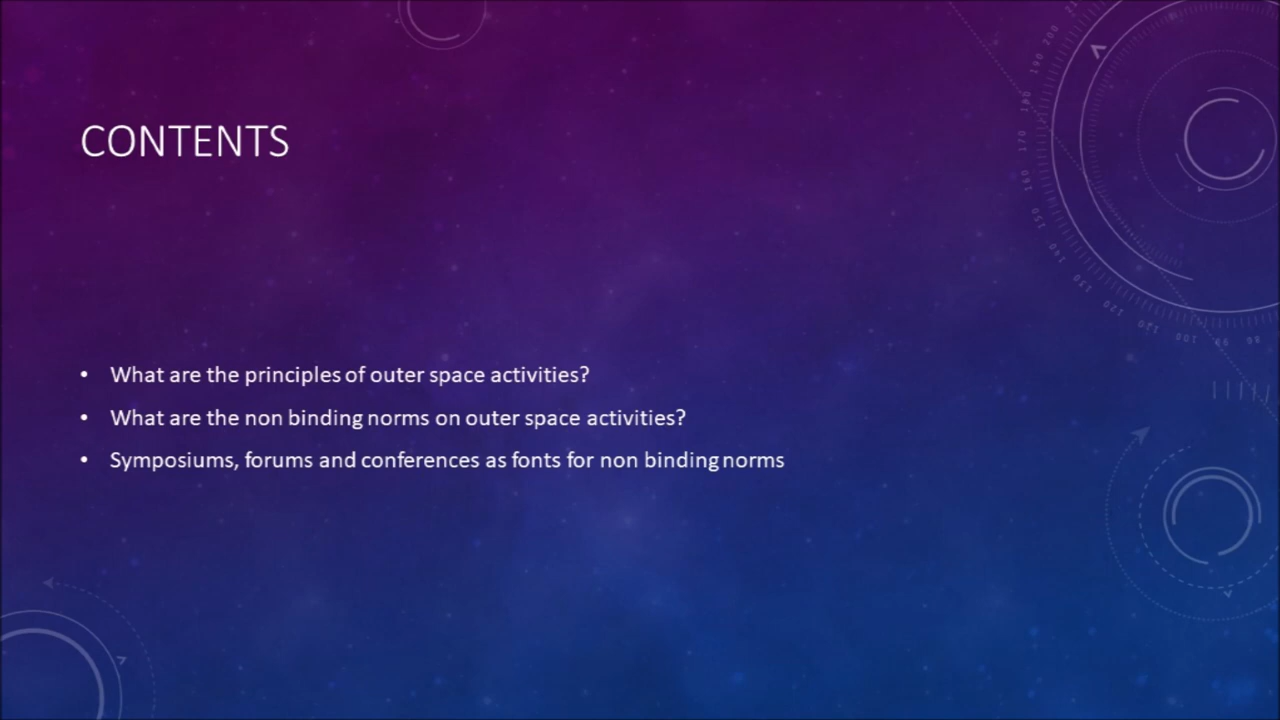 CONTENTS
• What are the principles of outer space activities?
• What are the non binding norms on outer space activities?
• Symposiums, forums and conferences as fonts for non binding norms